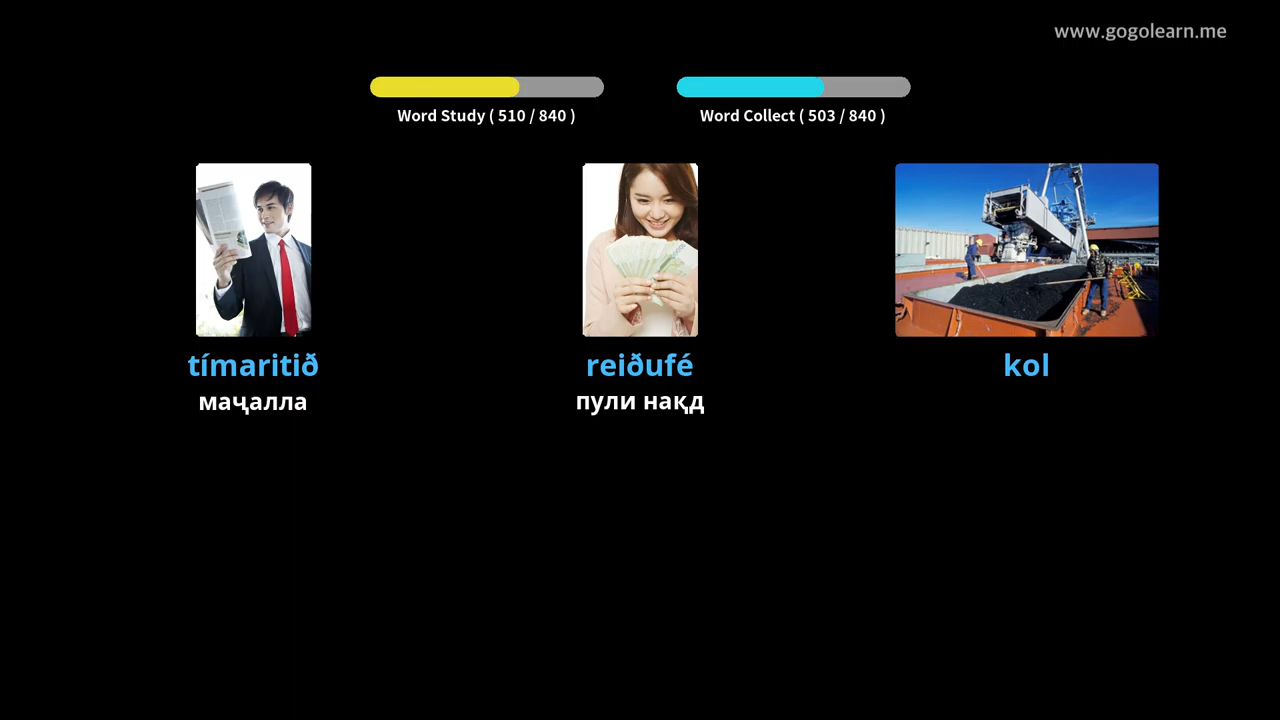 www.gogolearn.me
Word Study ( 510 / 840 )
Word Collect ( 503 / 840 )
tímaritið
reiðufé
kol
маҷалла
пули нақд